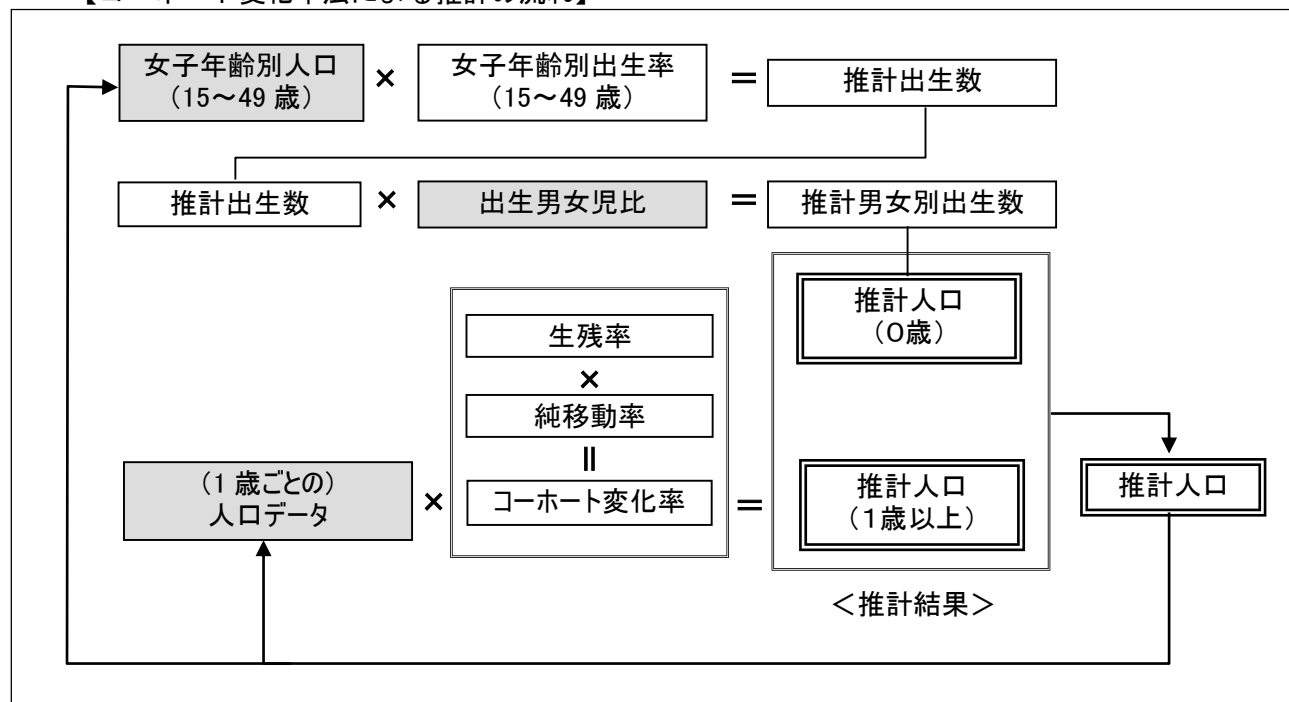 女子年齢別人口
（15～49 歳）
×
女子年齢別出生率
（15～49 歳）
＝
推計出生数
推計出生数
×
出生男女児比
＝
推計男女別出生数
推計人口
（0歳）
生残率
×
純移動率
＝
コーホート変化率
(1 歳ごとの)
人口データ
×
＝
推計人口
（１歳以上）
推計人口
＜推計結果＞